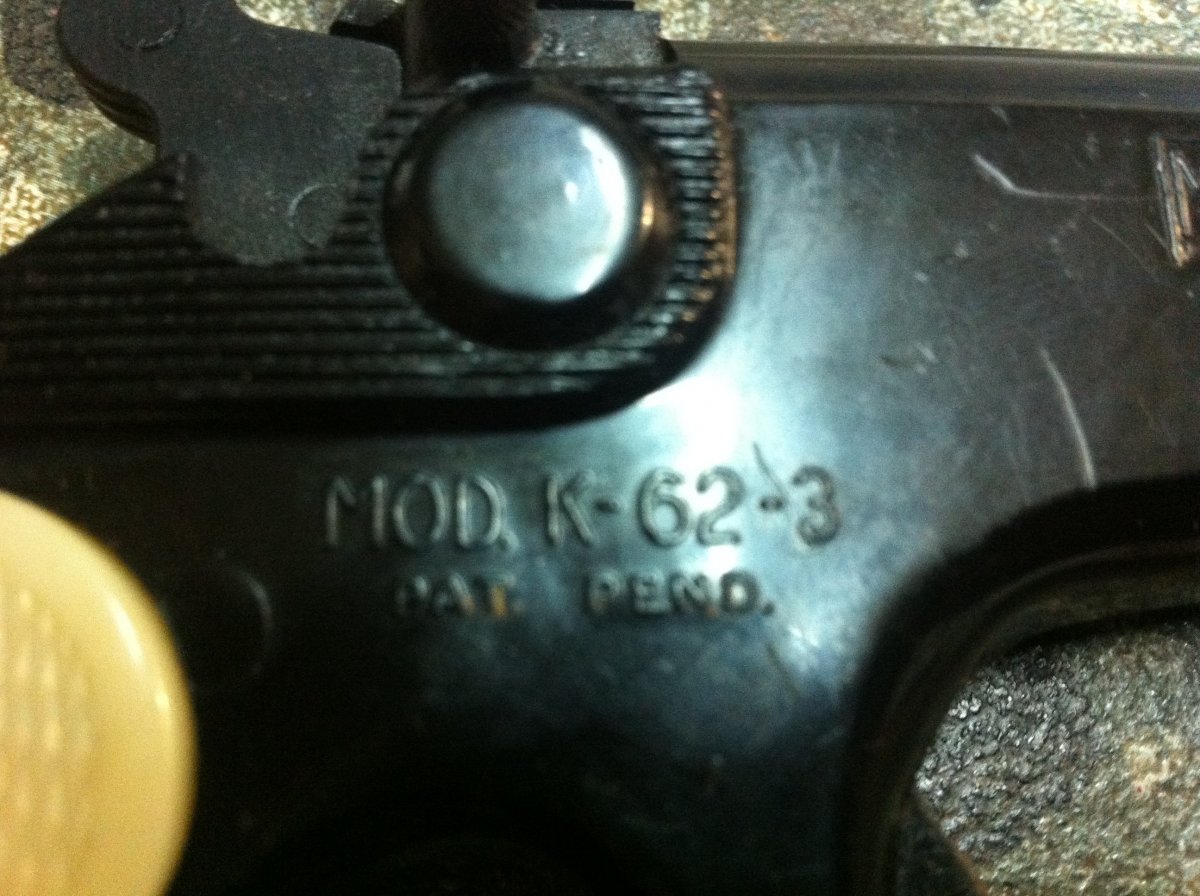 MOD. K-62-3
PAT. PEND.